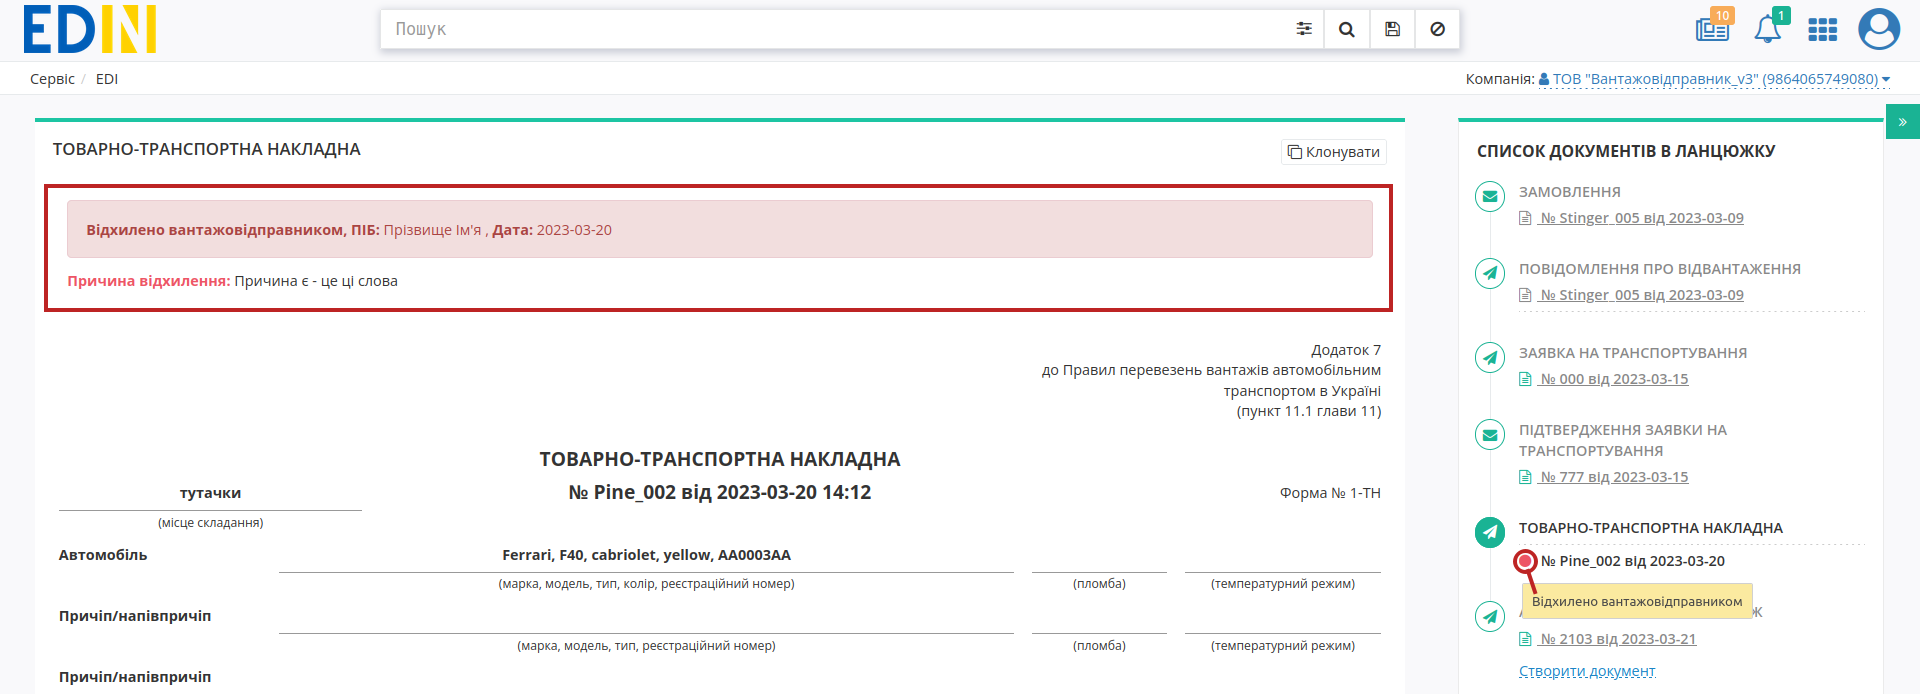 EDIN
Пошук
10
1
Сервіс / EDI
Компанія: ТОВ "Вантажовідправник_v3" (9864065749080)
ТОВАРНО-ТРАНСПОРТНА НАКЛАДНА
Клонувати
Відхилено вантажовідправником, ПІБ: Прізвище Ім'я , Дата: 2023-03-20
Причина відхилення: Причина є - це ці слова
Додаток 7
до Правил перевезень вантажів автомобільним
транспортом в Україні
(пункт 11.1 глави 11)
ТОВАРНО-ТРАНСПОРТНА НАКЛАДНА
тутачки
№ Pine_002 від 2023-03-20 14:12
Форма № 1-ТН
(місце складання)
Автомобіль
Ferrari, F40, cabriolet, yellow, AA0003AA
(марка, модель, тип, колір, реєстраційний номер)
(пломба)
(температурний режим)
Причіп/напівпричіп
(марка, модель, тип, реєстраційний номер)
(пломба)
(температурний режим)
Причіп/напівпричіп
»
СПИСОК ДОКУМЕНТІВ В ЛАНЦЮЖКУ
ЗАМОВЛЕННЯ
№ Stinger_005 від 2023-03-09
ПОВІДОМЛЕННЯ ПРО ВІДВАНТАЖЕННЯ
№ Stinger_005 від 2023-03-09
ЗАЯВКА НА ТРАНСПОРТУВАННЯ
№ 000 від 2023-03-15
ПІДТВЕРДЖЕННЯ ЗАЯВКИ НА
ТРАНСПОРТУВАННЯ
№ 777 від 2023-03-15
ТОВАРНО-ТРАНСПОРТНА НАКЛАДНА
№ Pine_002 від 2023-03-20
Відхилено вантажовідправником
№ 2103 від 2023-03-21
Створити документ